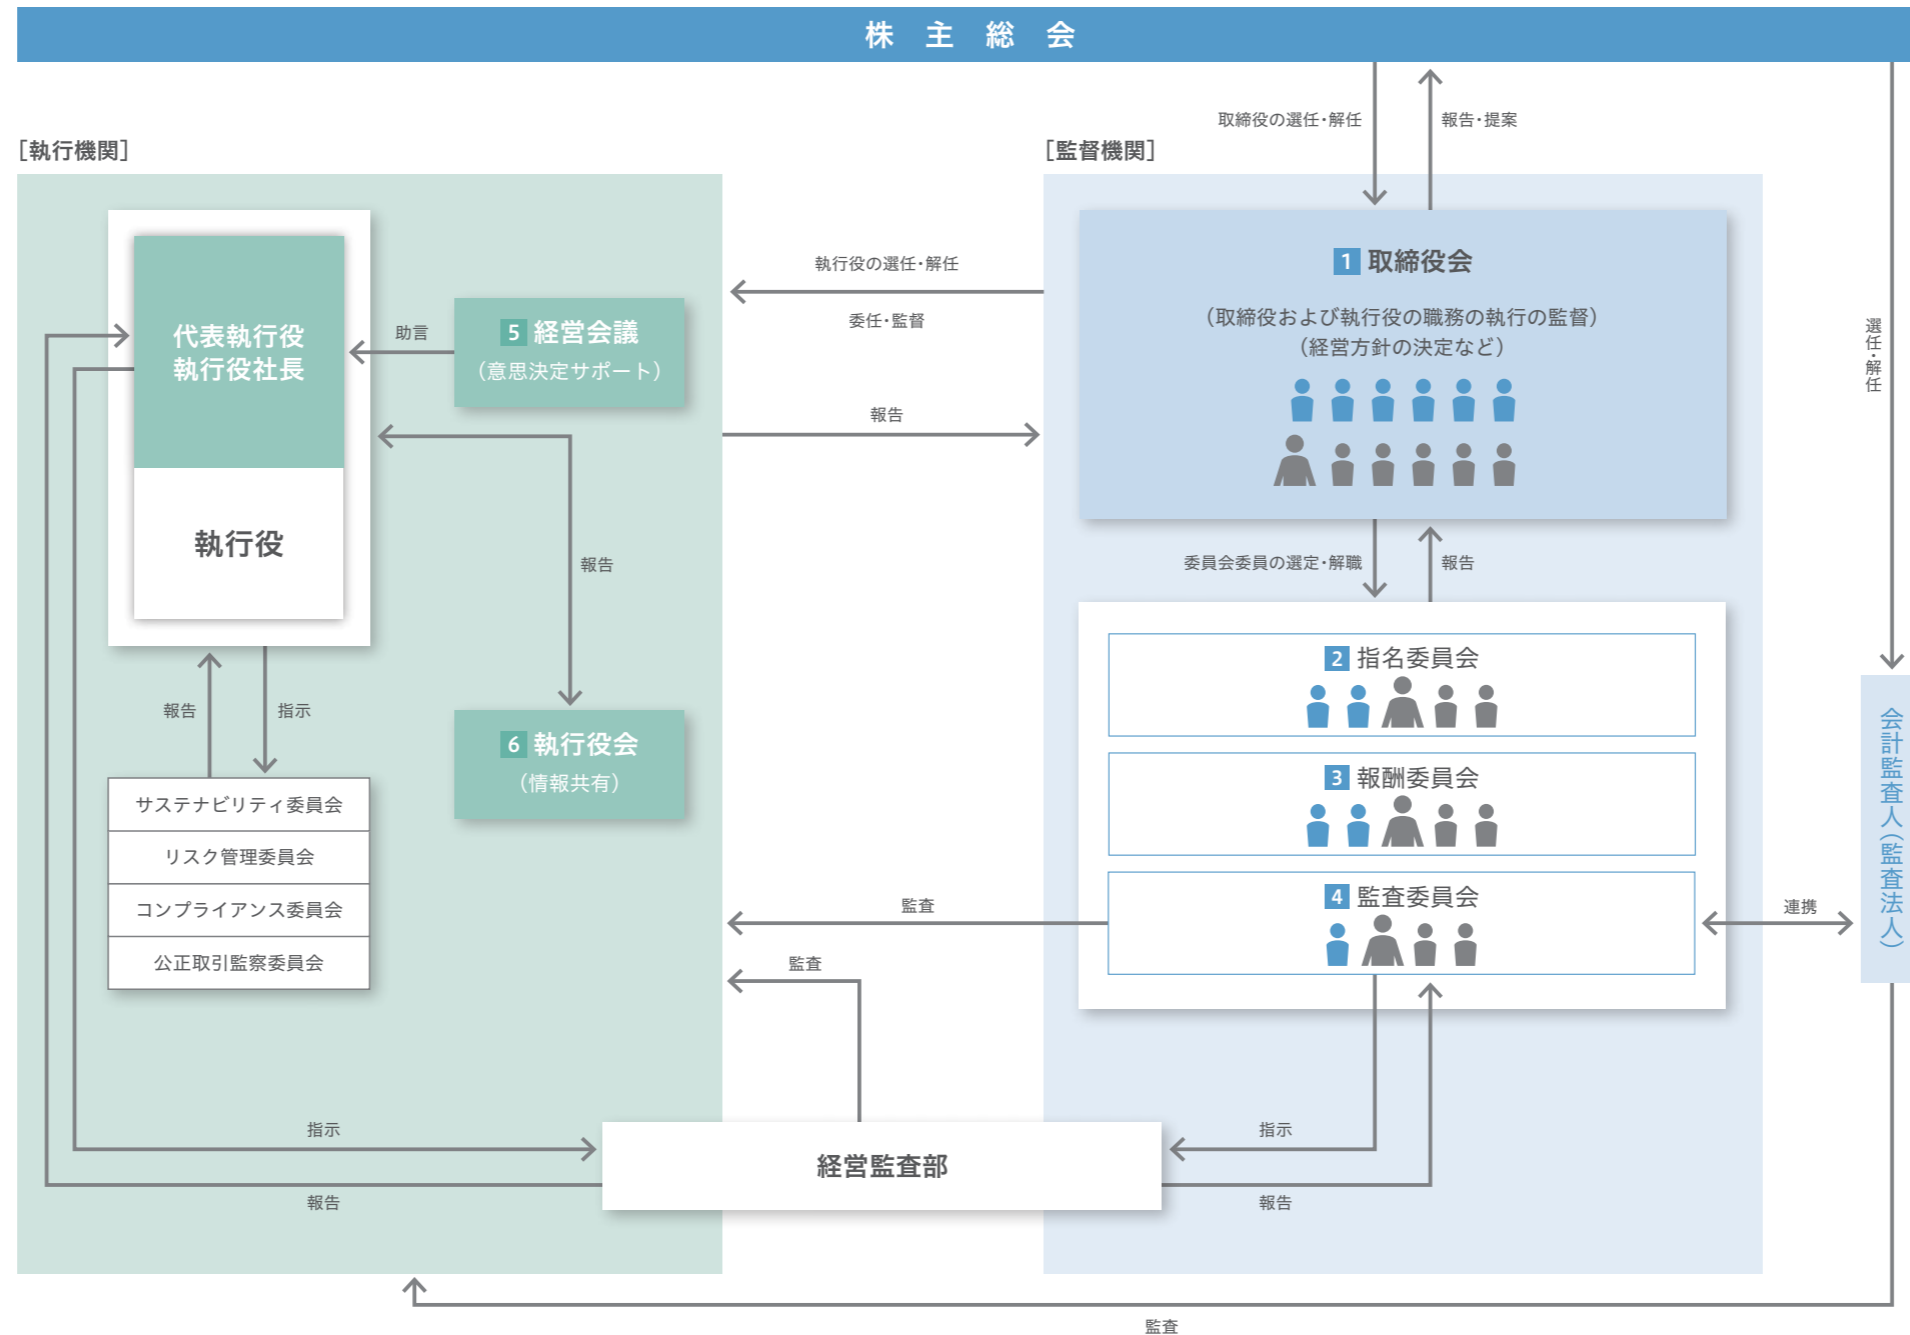 株主総会
取締役の選任・解任
報告・提案
［執行機関］
［監督機関］
代表執行役
執行役社長
執行役
助言
5 経営会議
（意思決定サポート）
執行役の選任・解任
委任・監督
報告
1 取締役会
（取締役および執行役の職務の執行の監督）
（経営方針の決定など）
選任・解任
報告
委員会委員の選定・解職
報告
2 指名委員会
3 報酬委員会
4 監査委員会
報告
指示
6 執行役会
（情報共有）
サステナビリティ委員会
リスク管理委員会
コンプライアンス委員会
公正取引監察委員会
監査
監査
連携
会計監査人（監査法人）
指示
報告
経営監査部
指示
報告
監査